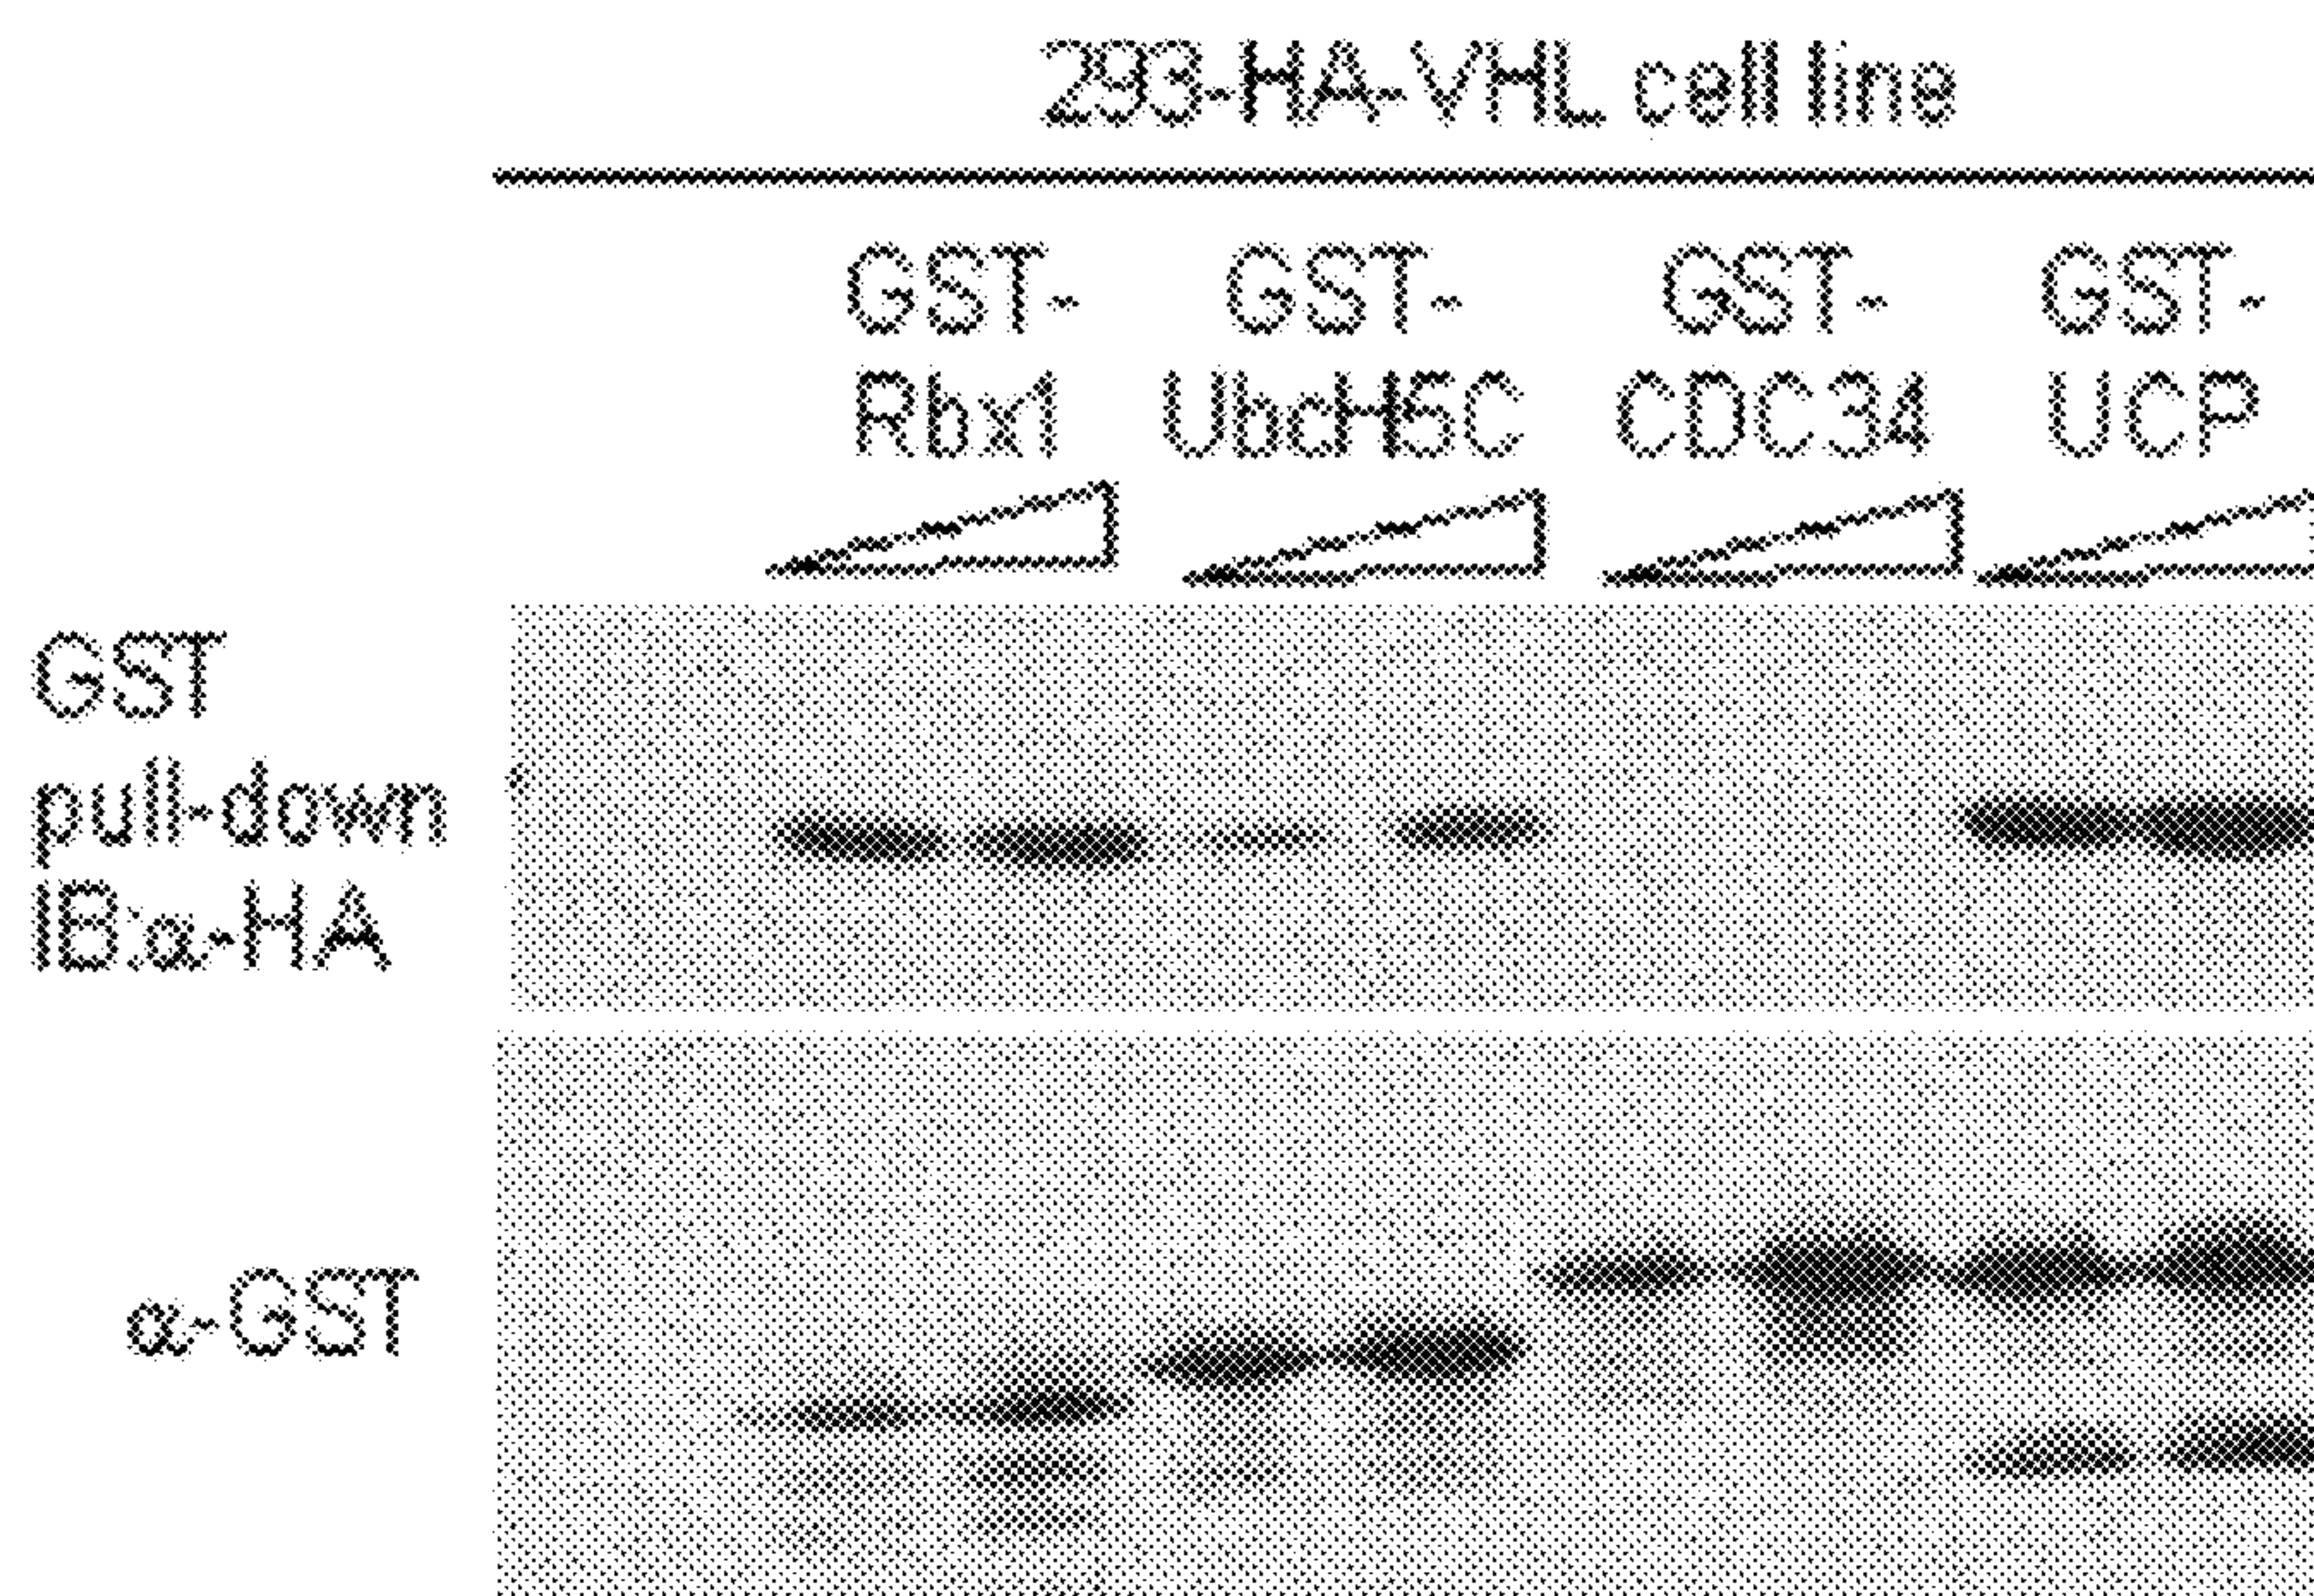 293-HA-VHL cell line
GST- GST- GST- GST-
Rbx1 UbcH5C CDC34 UCP
GST
pull-down
IB:α-HA
α-GST